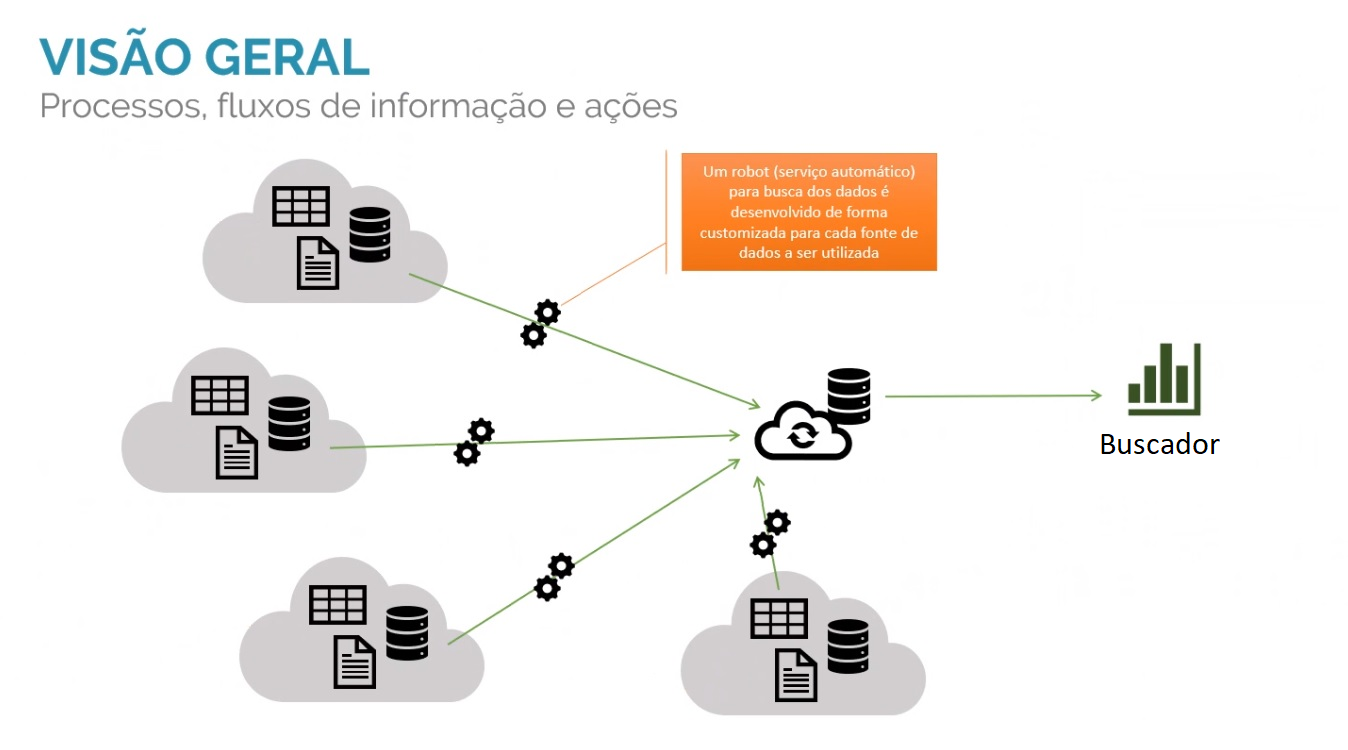 VISÃO GERAL
Processos, fluxos de informação e ações
Um robot (serviço automático)
para busca dos dados é
desenvolvido de forma
customizada para cada fonte de
dados a ser utilizada
Buscador